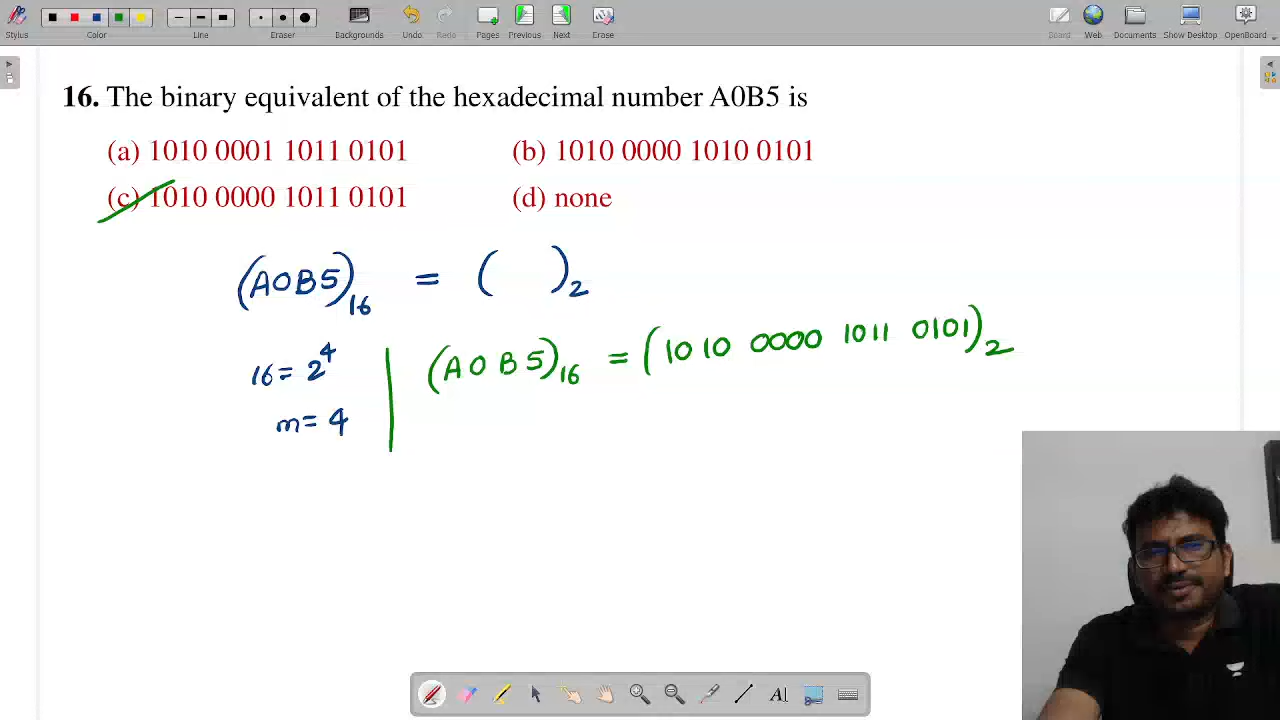 Stylus Color Line Eraser Backgrounds Undo Redo Pages Previous Next Erase Board Web Documents Show Desktop OpenBoard
16. The binary equivalent of the hexadecimal number A0B5 is
(a) 1010 0001 1011 0101 (b) 1010 0000 1010 0101
(c) 1010 0000 1011 0101 (d) none
(A0B5)16 = ( )2
16 = 2^4
m = 4
(A0B5)16 = (1010 0000 1011 0101)2
AI